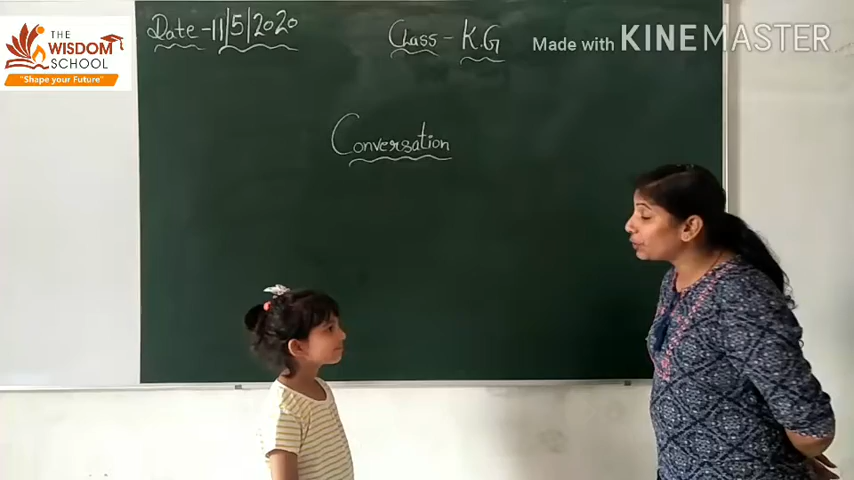 THE
WISDOM
SCHOOL
"Shape your Future"
Date - 11/5/2020
Class - K.G
Made with KINEMASTER
Conversation